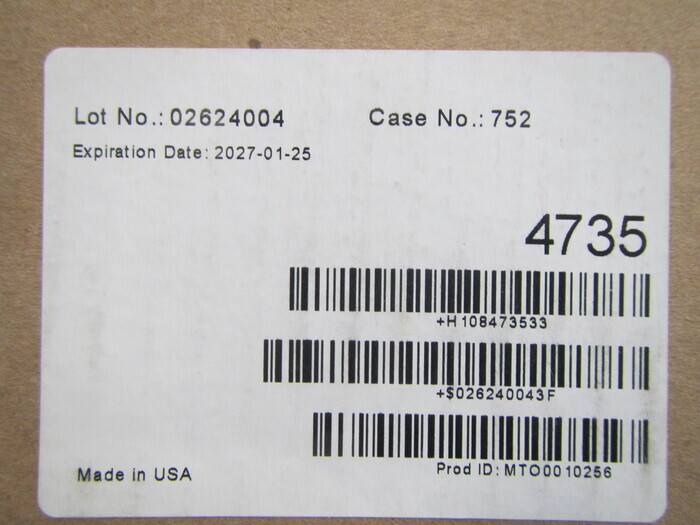 Lot No.: 02624004 Case No.: 752
Expiration Date: 2027-01-25
4735
+H108473533
+$026240043F
Made in USA Prod ID: MTO0010256